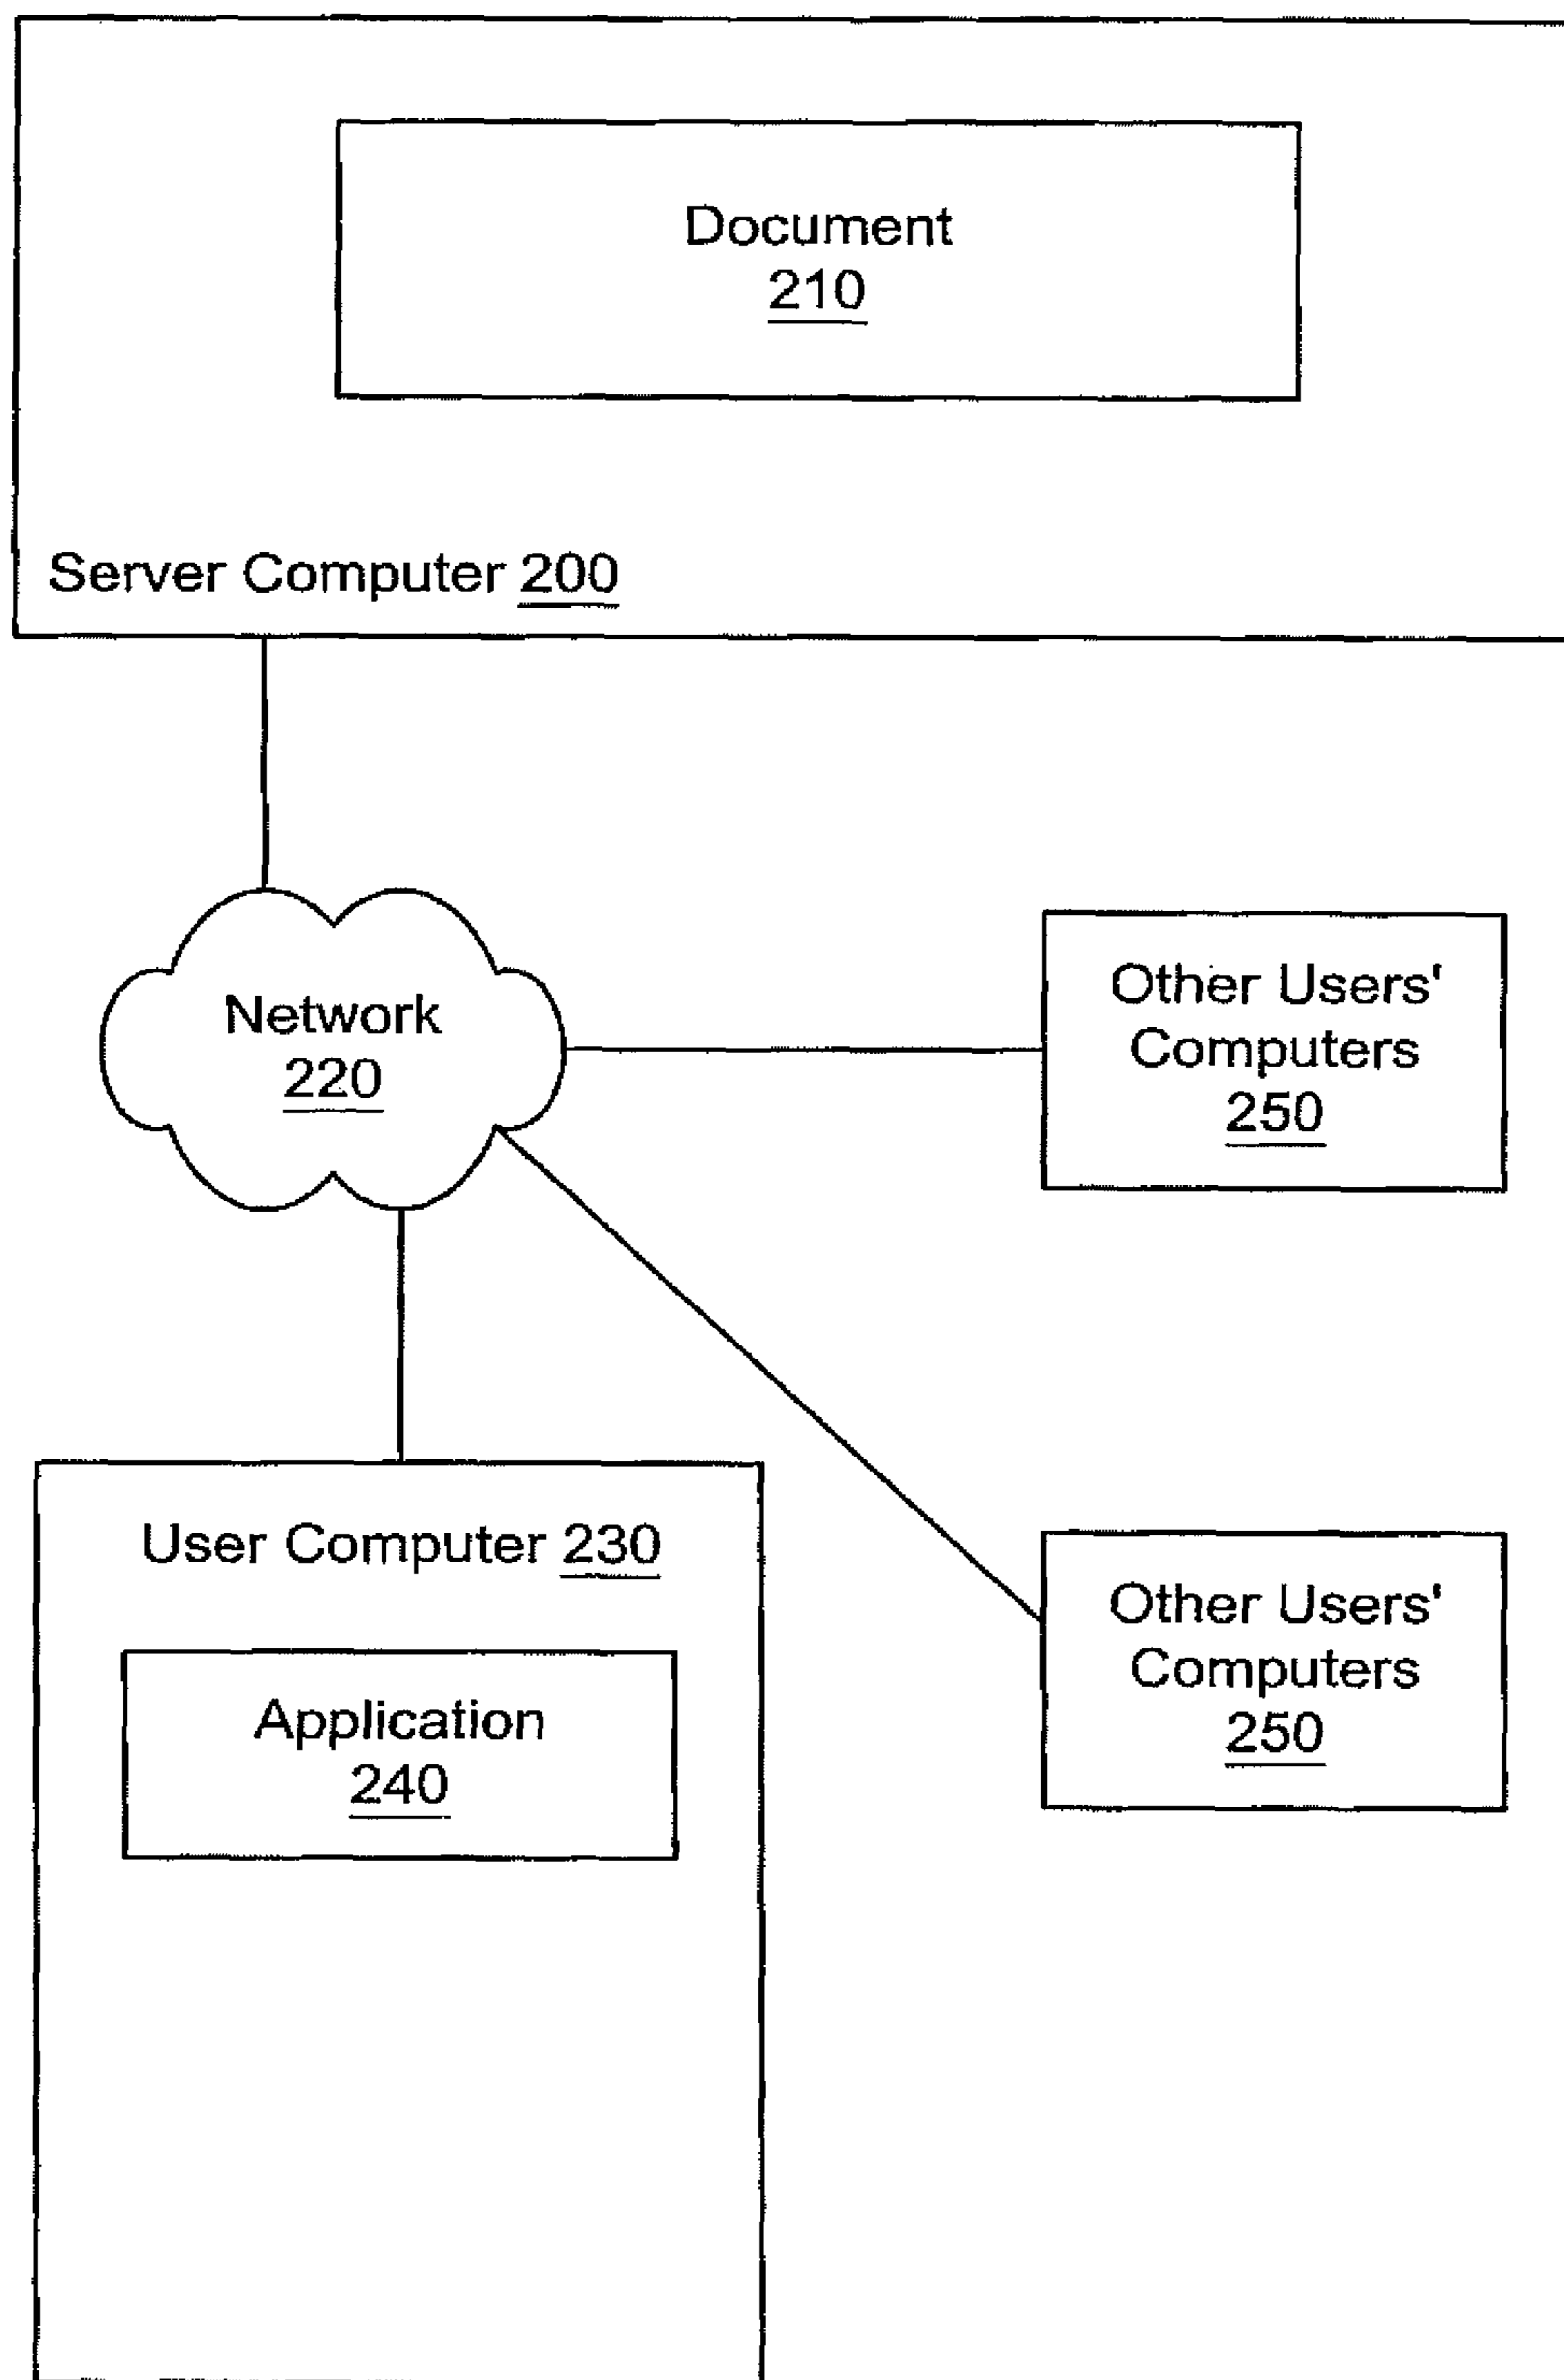 Document
210
Server Computer 200
Network
220
Other Users'
Computers
250
User Computer 230
Application
240
Other Users'
Computers
250